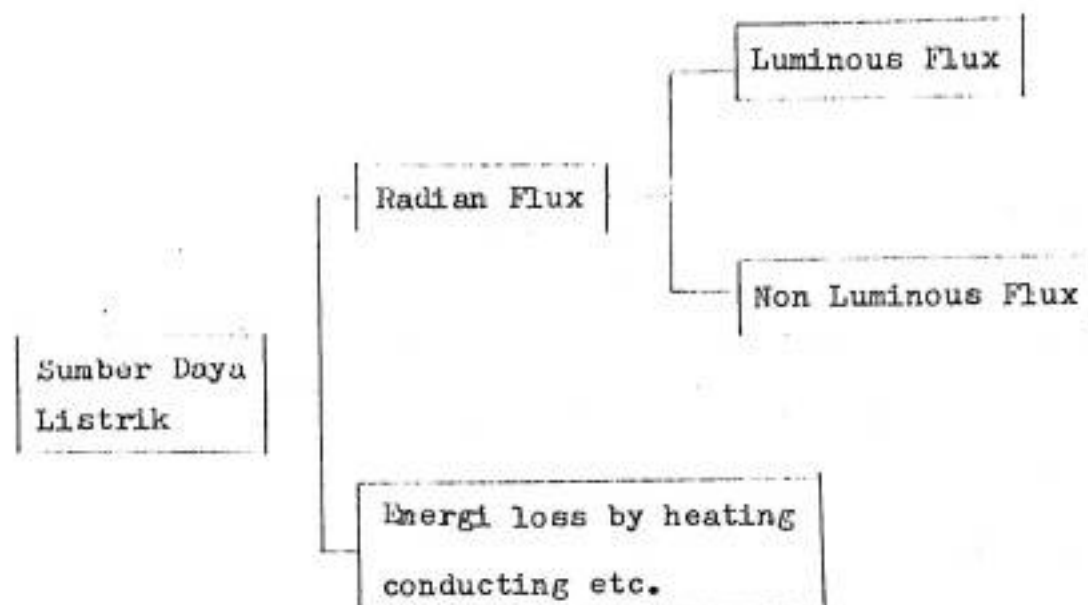 Luminous Flux
Radian Flux
Non Luminous Flux
Sumber Daya
Listrik
Energi loss by heating
conducting etc.